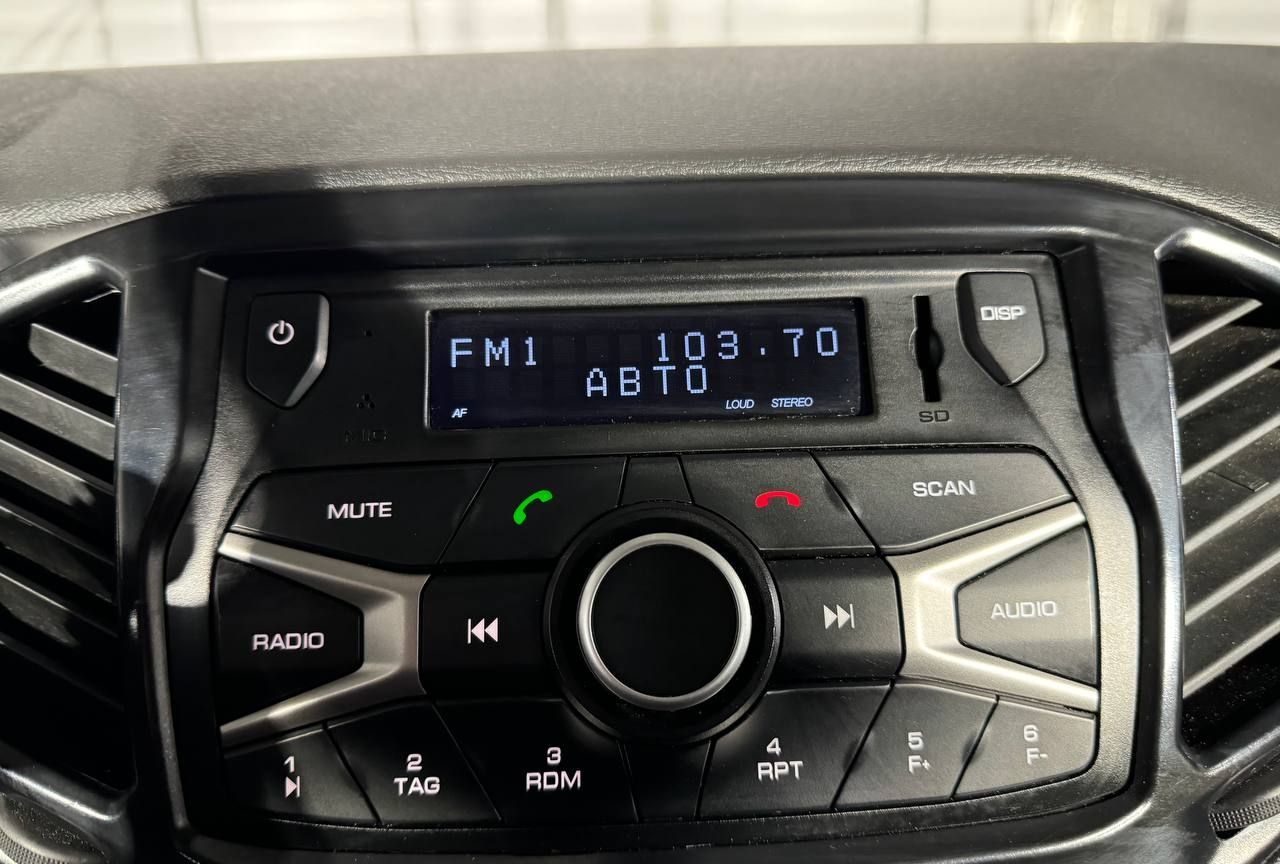 FM1 103.70
АВТО
AF LOUD STEREO
DISP
SD
MIC
MUTE
SCAN
RADIO
AUDIO
1
2 TAG
3 RDM
4 RPT
5 F+
6 F-